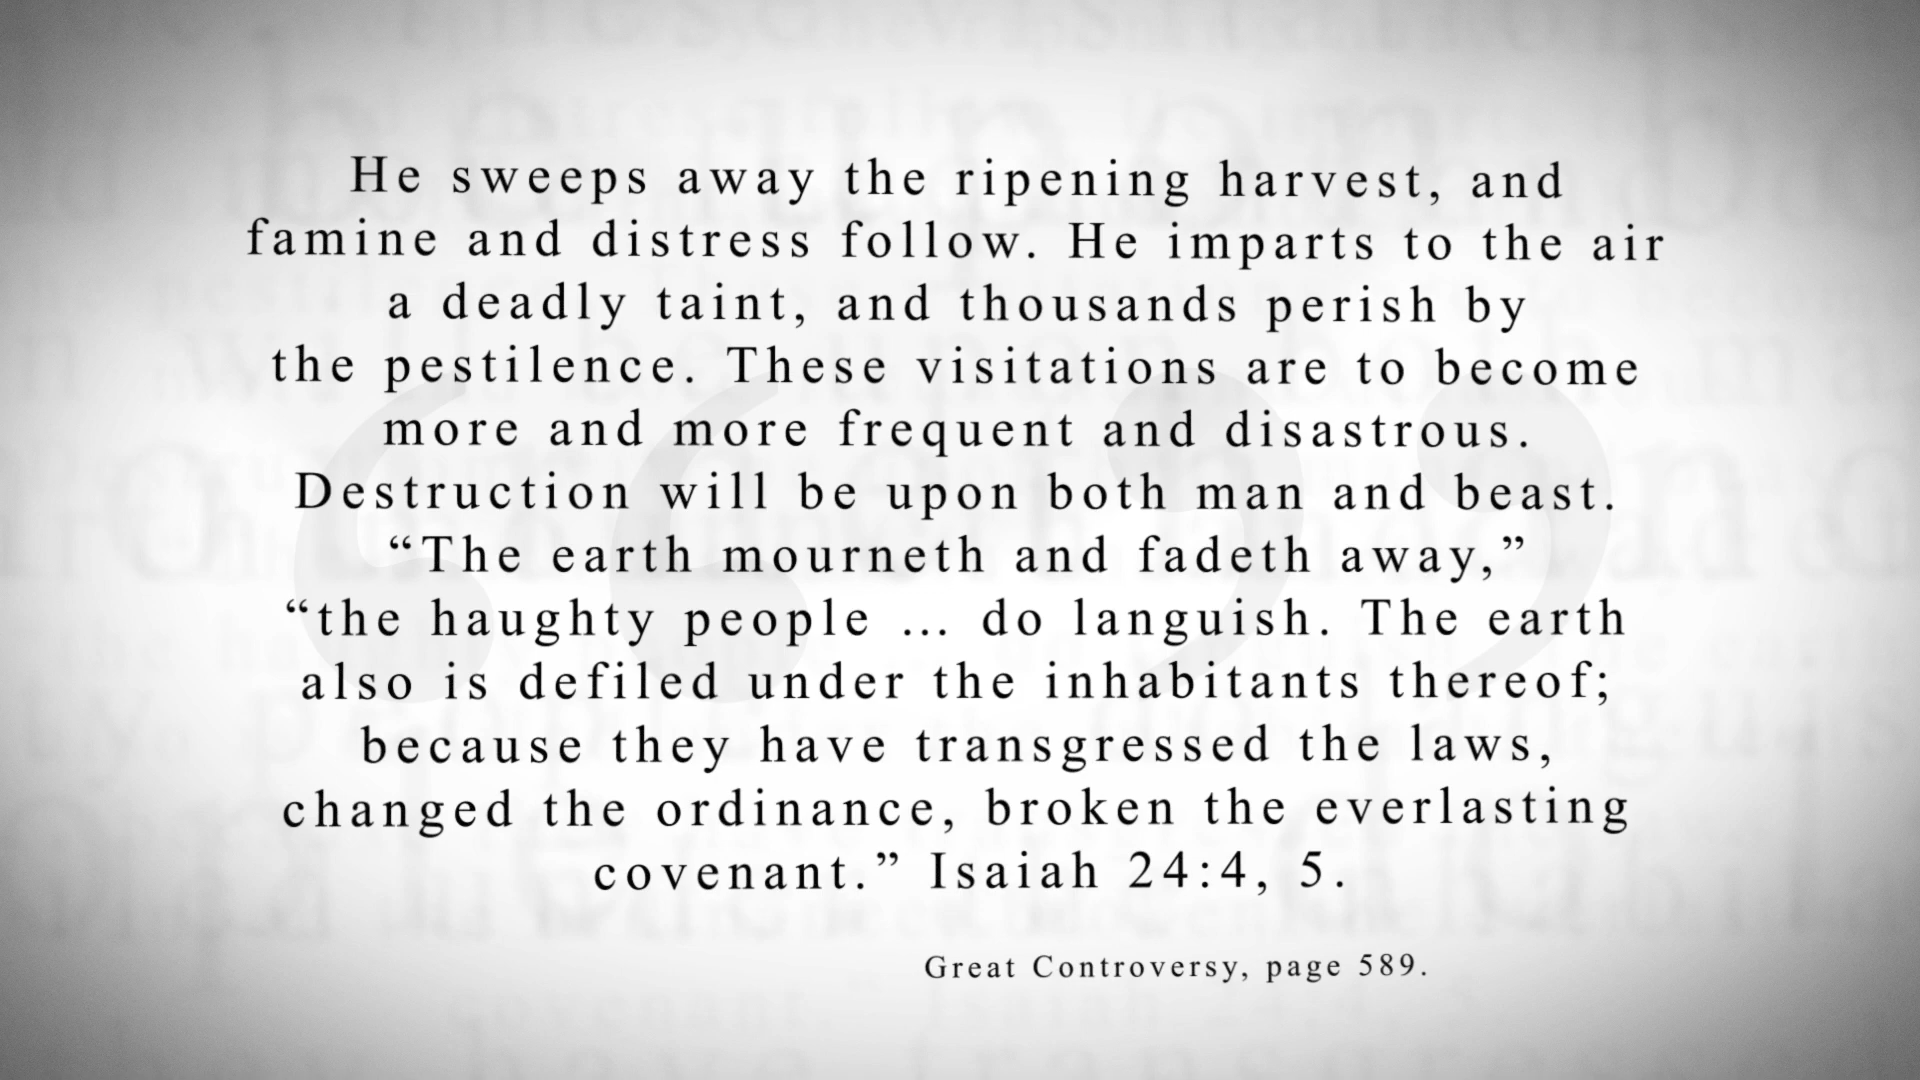 He sweeps away the ripening harvest, and
famine and distress follow. He imparts to the air
a deadly taint, and thousands perish by
the pestilence. These visitations are to become
more and more frequent and disastrous.
Destruction will be upon both man and beast.
“The earth mourneth and fadeth away,”
“the haughty people ... do languish. The earth
also is defiled under the inhabitants thereof;
because they have transgressed the laws,
changed the ordinance, broken the everlasting
covenant.” Isaiah 24:4, 5.
Great Controversy, page 589.